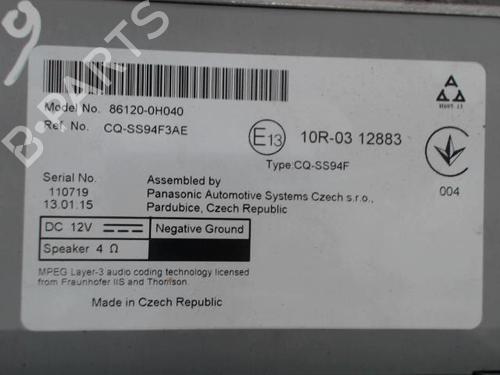 9
B-PARTS
Model No. 86120-0H040
Ref. No. CQ-SS94F3AE
E13
10R-03 12883
Type:CQ-SS94F
004
Serial No.
110719
13.01.15
Assembled by
Panasonic Automotive Systems Czech s.r.o.,
Pardubice, Czech Republic
DC 12V
Negative Ground
Speaker 4 Ω
MPEG Layer-3 audio coding technology licensed
from Fraunhofer IIS and Thomson.
Made in Czech Republic